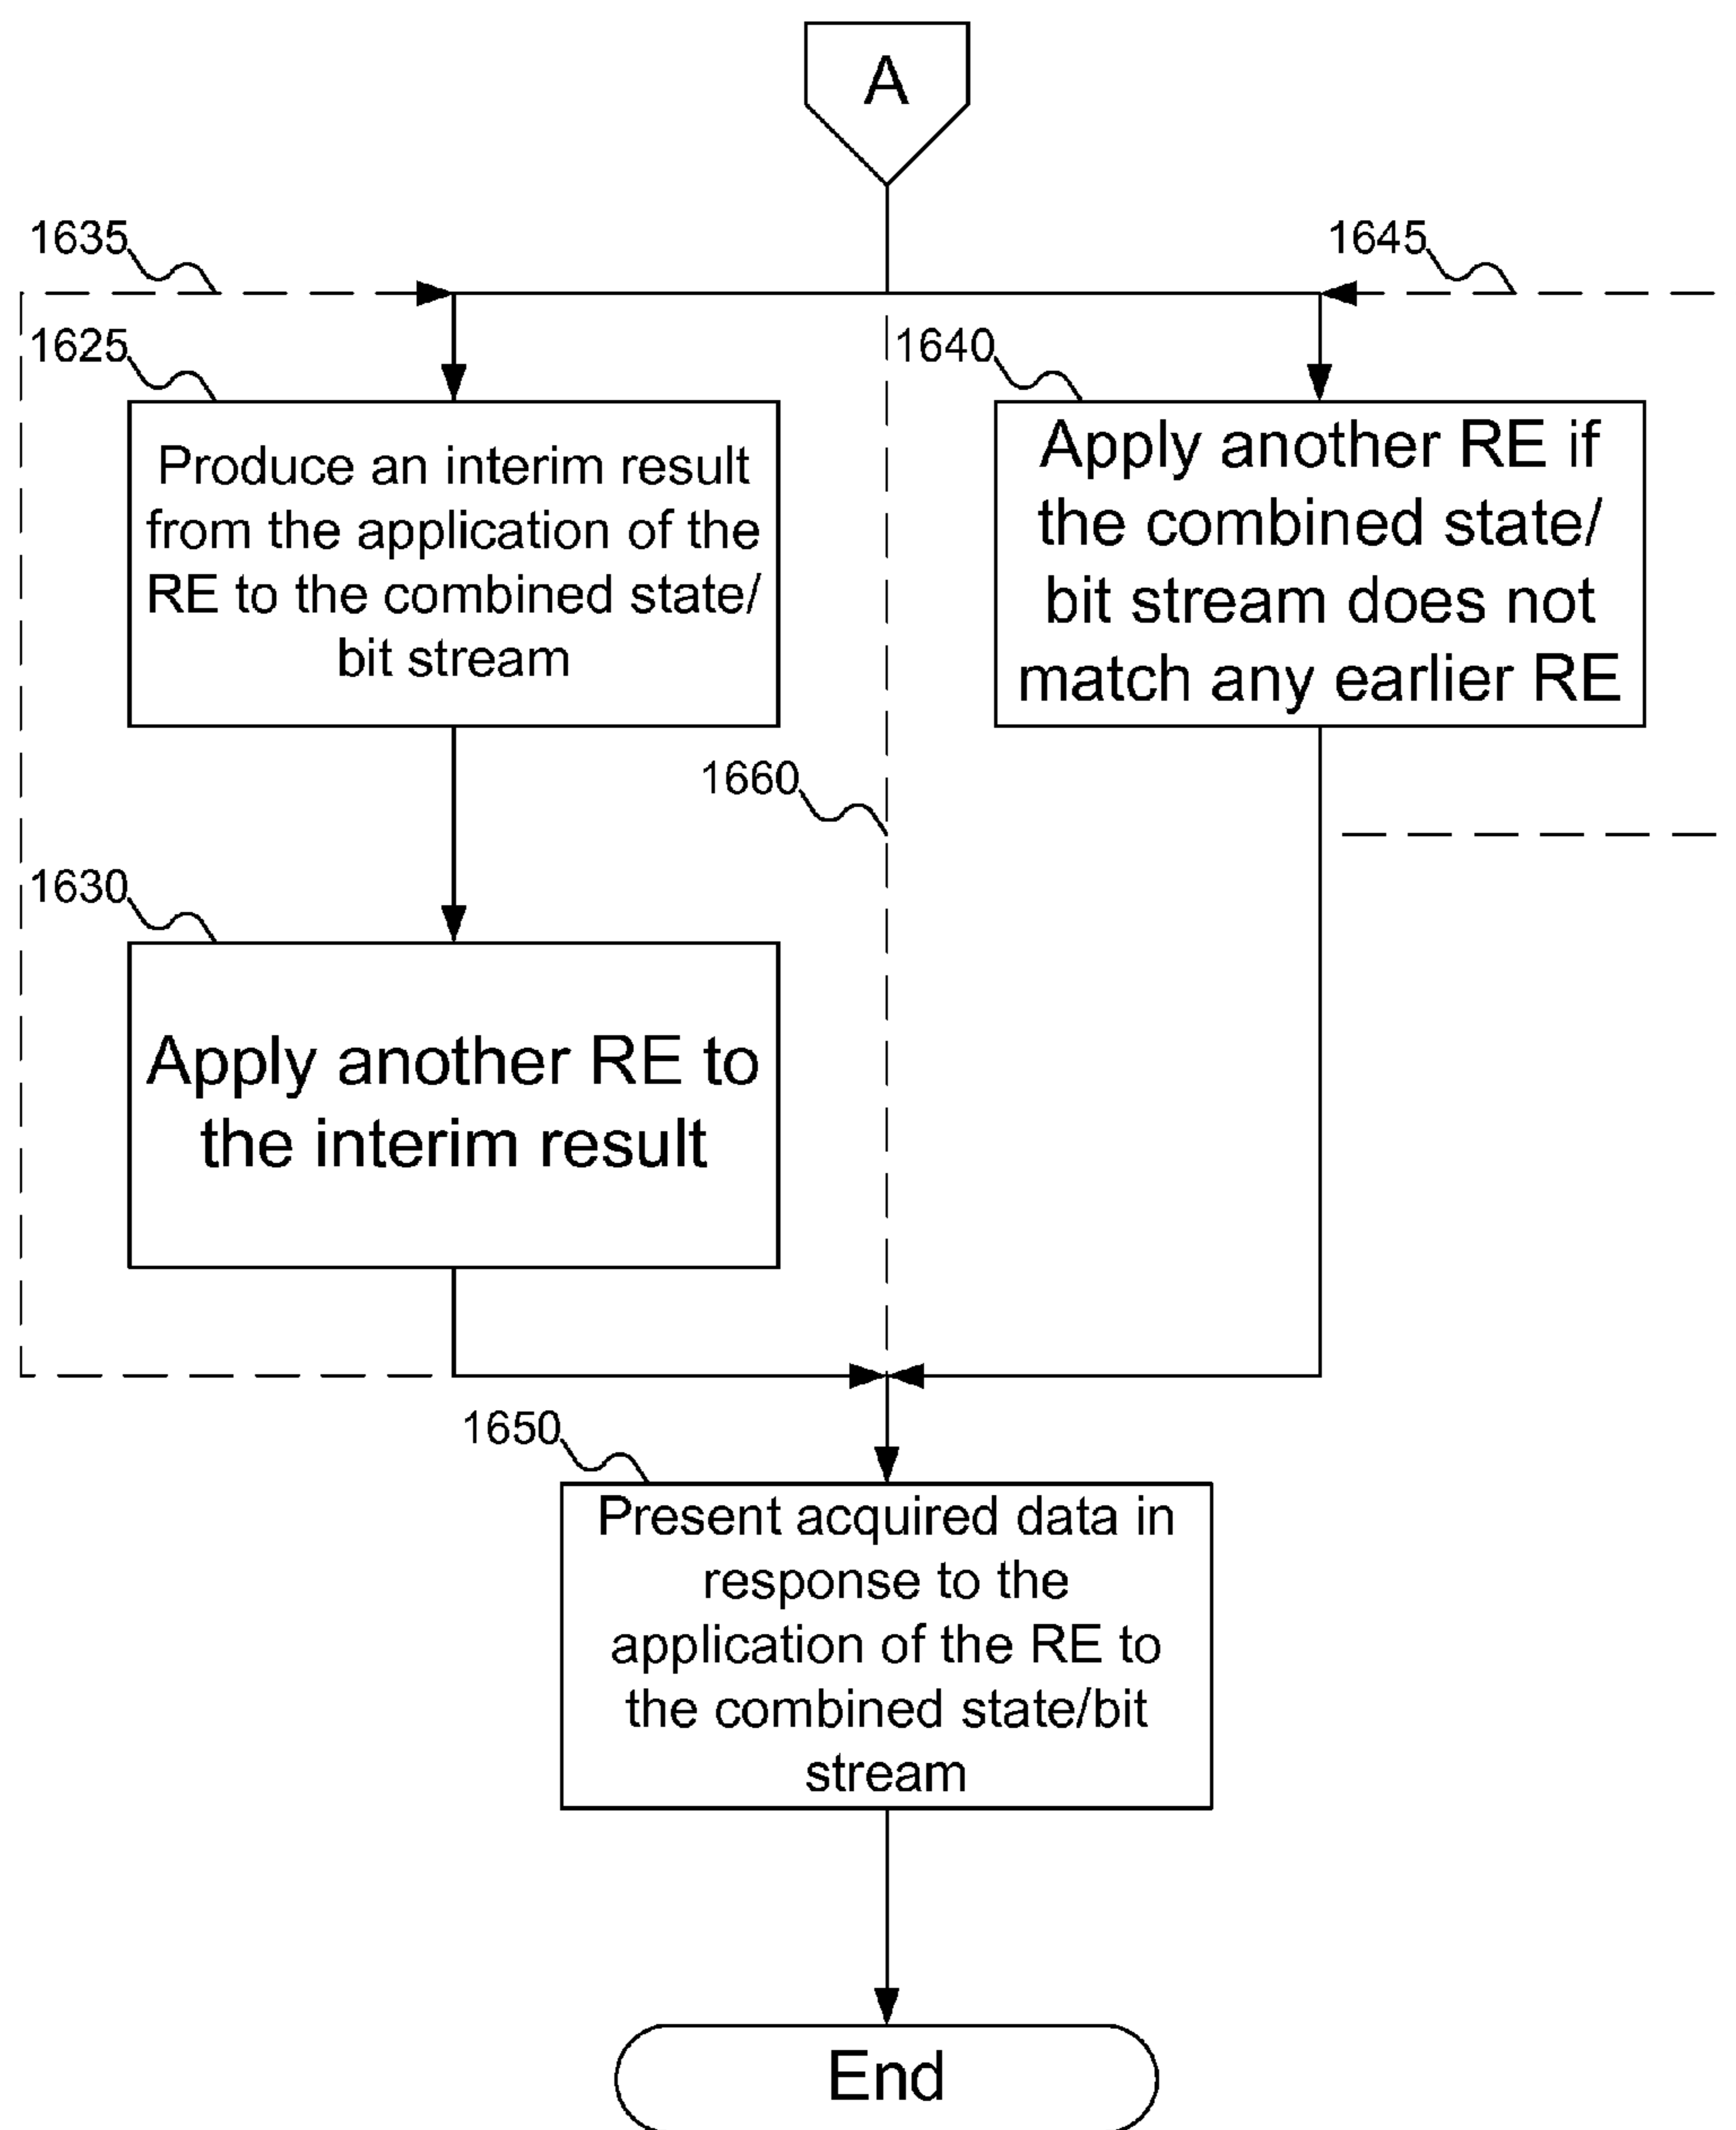 A
1635
1645
1625
1640
Produce an interim result
from the application of the
RE to the combined state/
bit stream
Apply another RE if
the combined state/
bit stream does not
match any earlier RE
1660
1630
Apply another RE to
the interim result
1650
Present acquired data in
response to the
application of the RE to
the combined state/bit
stream
End